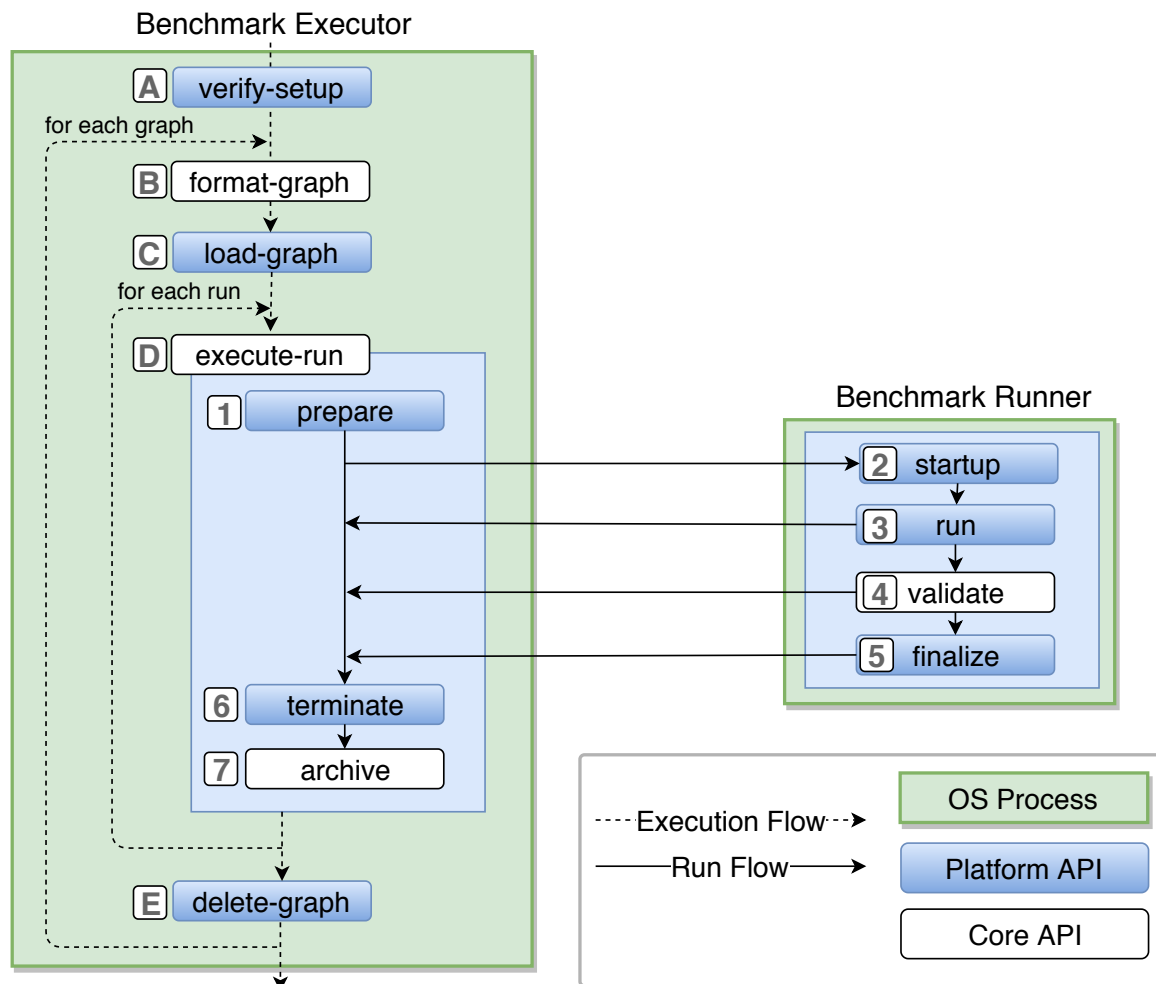 Benchmark Executor
A verify-setup
for each graph
B format-graph
C load-graph
for each run
D execute-run
1 prepare
Benchmark Runner
2 startup
3 run
4 validate
5 finalize
6 terminate
7 archive
E delete-graph
Execution Flow
Run Flow
OS Process
Platform API
Core API